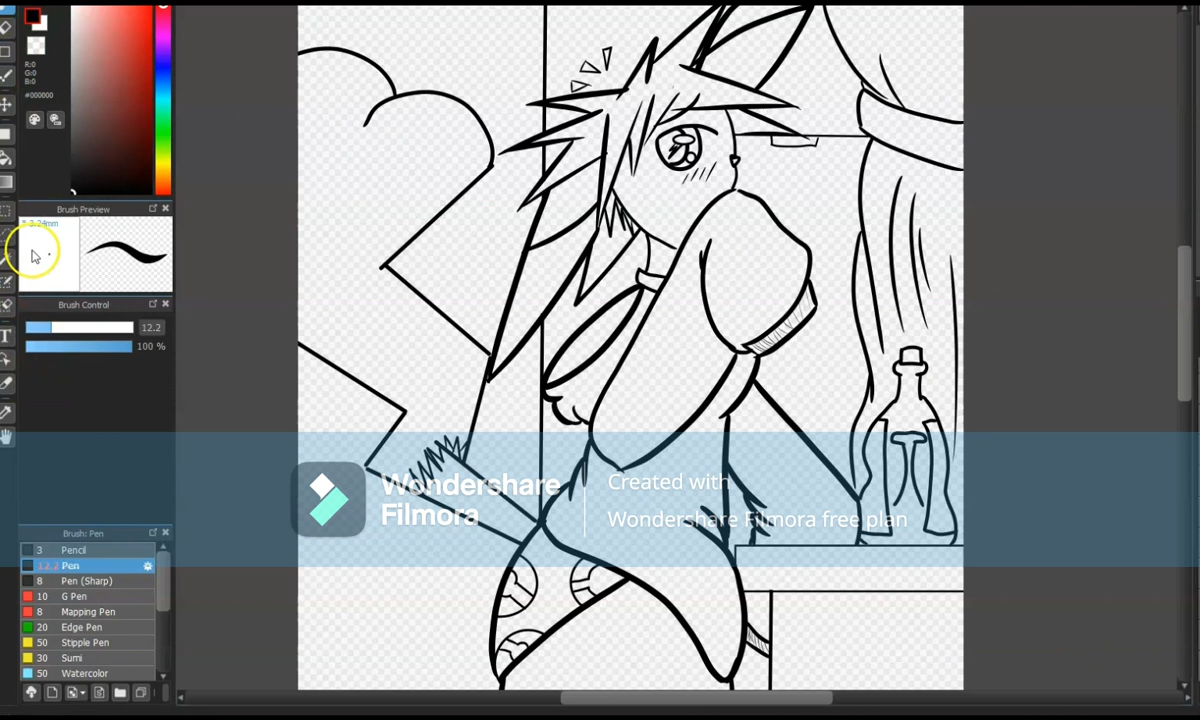 R:0
G:0
B:0
#000000
Brush Preview
* 3.24mm
Brush Control
12.2
100 %
T
Wondershare
Filmora
Created with
Wondershare Filmora free plan
Brush: Pen
3 Pencil
12.2 Pen
8 Pen (Sharp)
10 G Pen
8 Mapping Pen
20 Edge Pen
50 Stipple Pen
30 Sumi
50 Watercolor